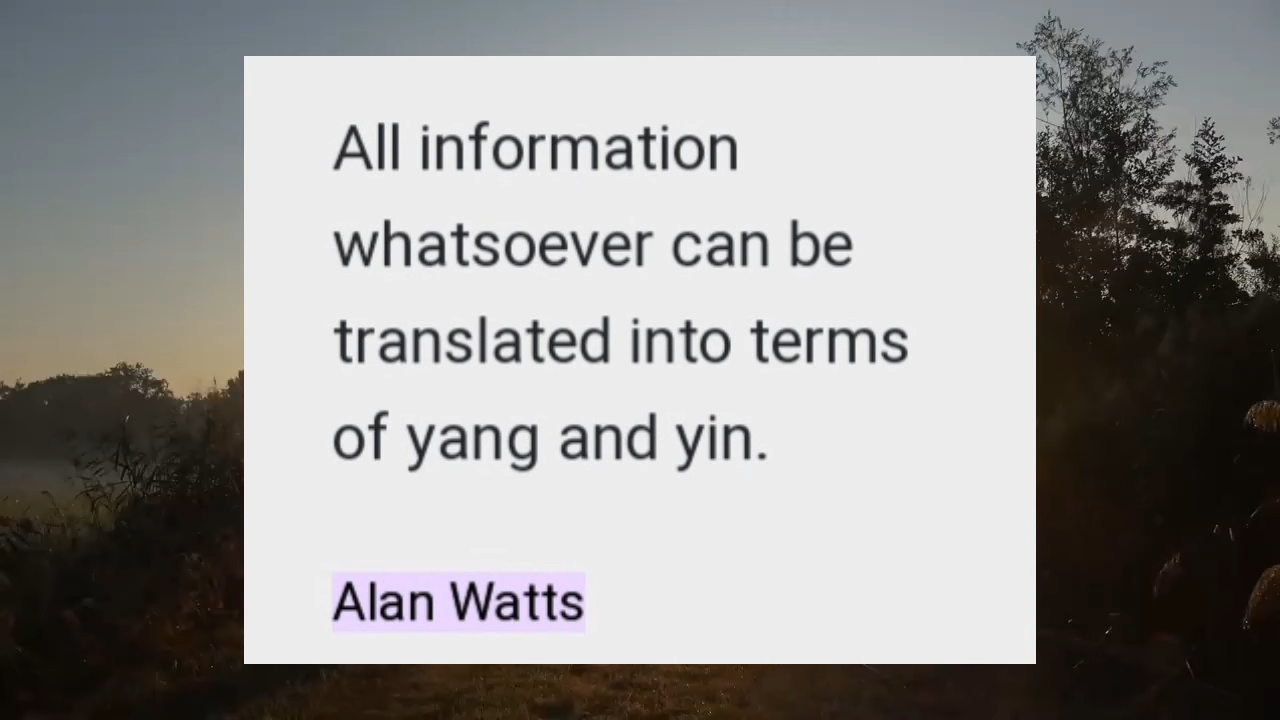 All information
whatsoever can be
translated into terms
of yang and yin.
Alan Watts